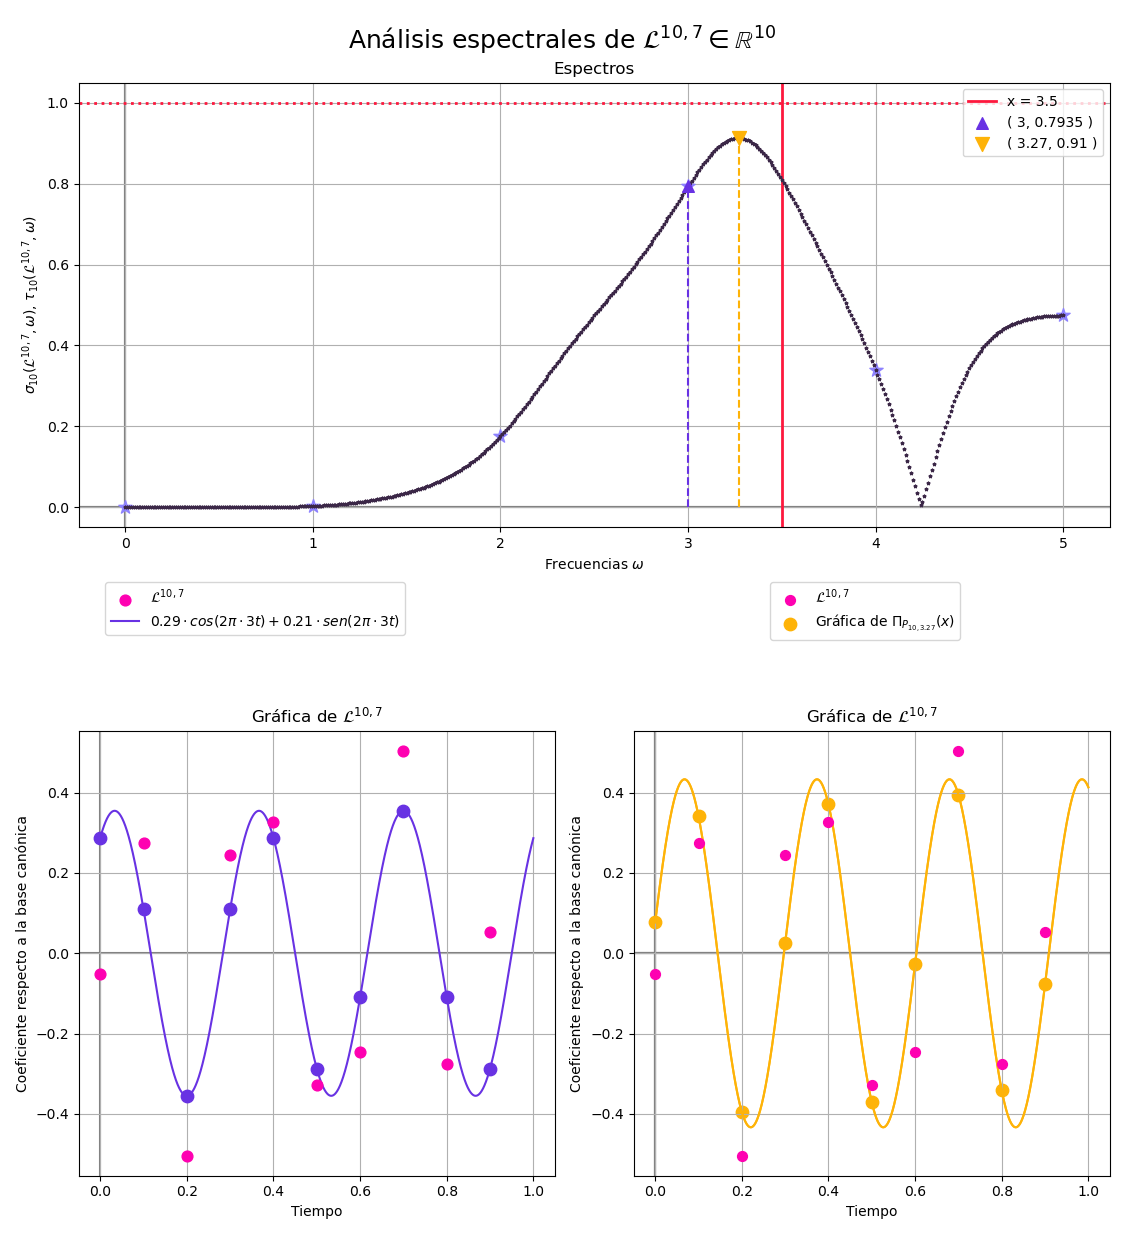 Análisis espectrales de ℒ^{10,7} ∈ ℝ^{10}
Espectros
σ_{10}(ℒ^{10,7}, ω), τ_{10}(ℒ^{10,7}, ω)
1.0
0.8
0.6
0.4
0.2
0.0
x = 3.5
( 3, 0.7935 )
( 3.27, 0.91 )
0 1 2 3 4 5
Frecuencias ω
ℒ^{10,7}
0.29 · cos(2π · 3t) + 0.21 · sen(2π · 3t)
ℒ^{10,7}
Gráfica de Π_{P_{10,3.27}}(x)
Gráfica de ℒ^{10,7}
Coeficiente respecto a la base canónica
0.4
0.2
0.0
−0.2
−0.4
0.0 0.2 0.4 0.6 0.8 1.0
Tiempo
Gráfica de ℒ^{10,7}
Coeficiente respecto a la base canónica
0.4
0.2
0.0
−0.2
−0.4
0.0 0.2 0.4 0.6 0.8 1.0
Tiempo